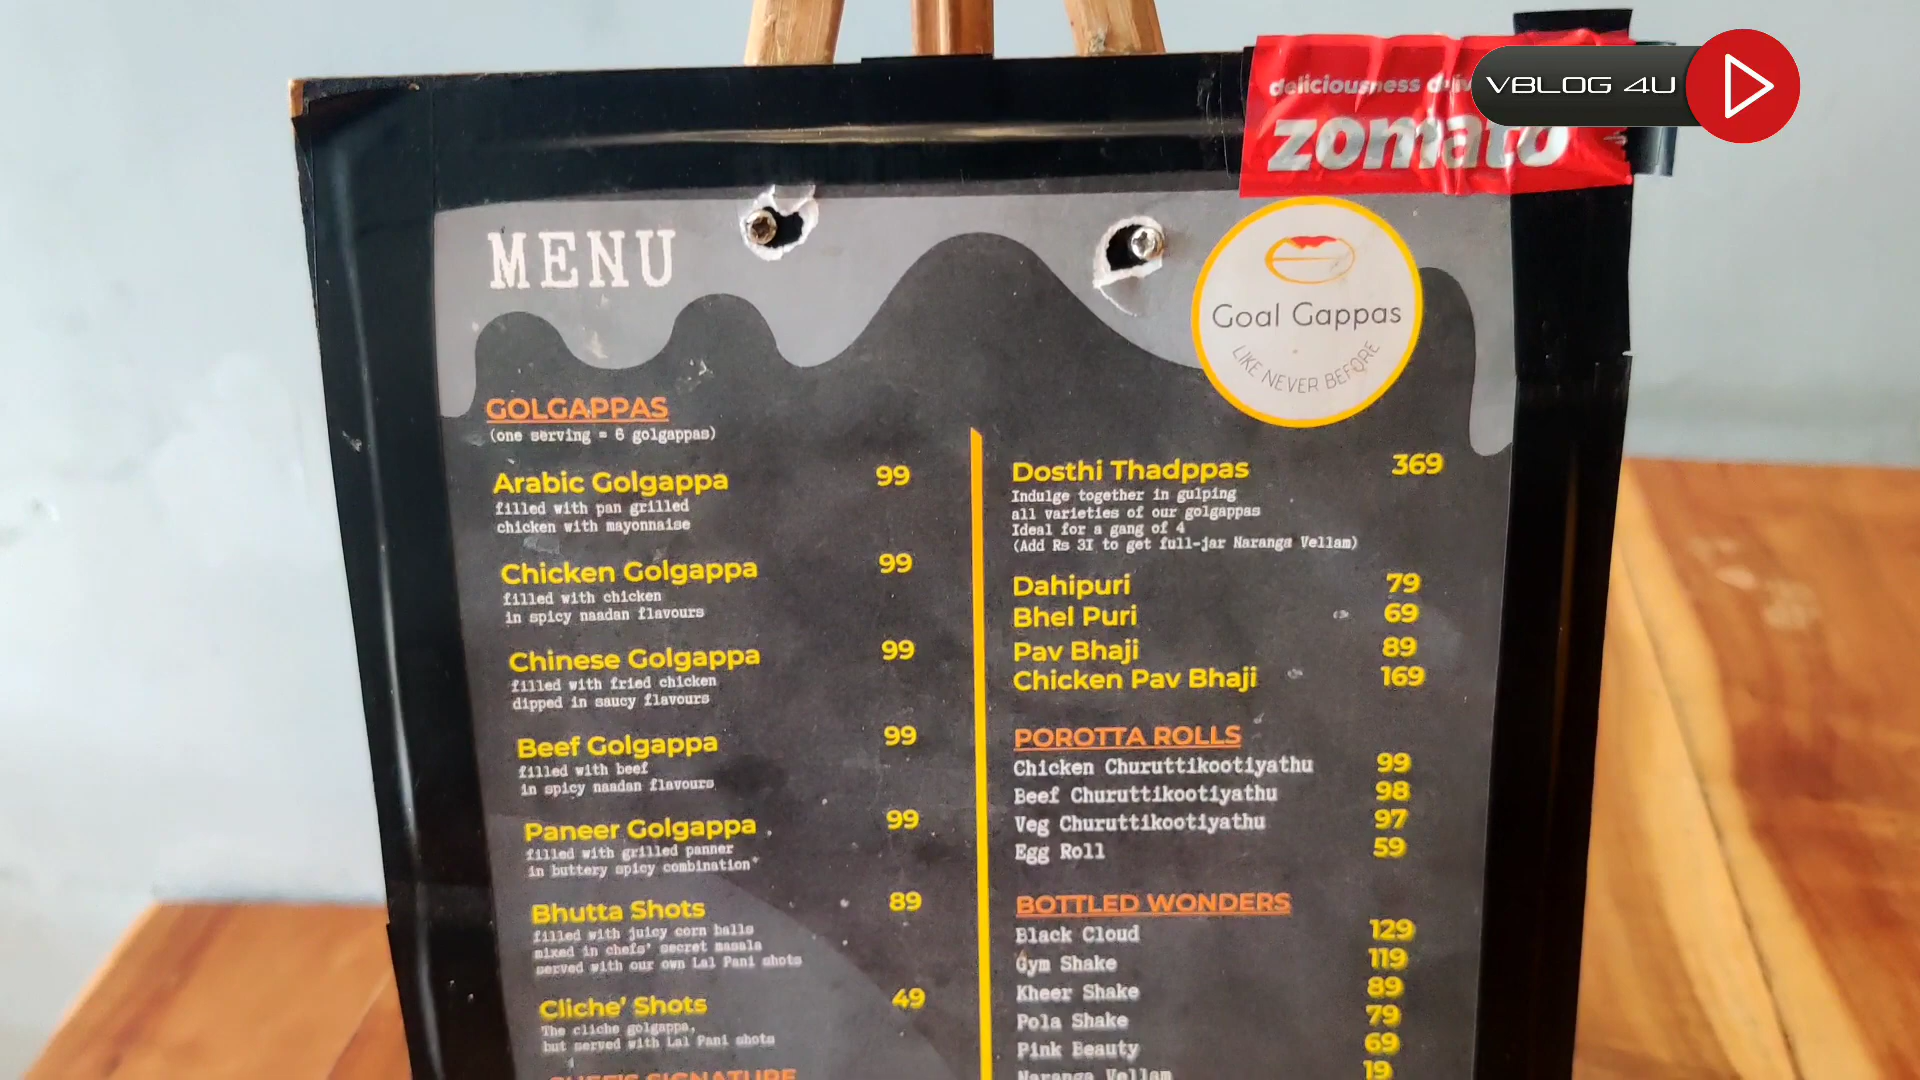 deliciousness
zomato
VBLOG 4U
MENU
Goal Gappas
LIKE NEVER BEFORE
GOLGAPPAS
(one serving = 6 golgappas)
Arabic Golgappa 99
filled with pan grilled
chicken with mayonnaise
Chicken Golgappa 99
filled with chicken
in spicy naadan flavours
Chinese Golgappa 99
filled with fried chicken
dipped in saucy flavours
Beef Golgappa 99
filled with beef
in spicy naadan flavours
Paneer Golgappa 99
filled with grilled panner
in buttery spicy combination*
Bhutta Shots 89
filled with juicy corn balls
mixed in chefs' secret masala
served with our own Lal Pani shots
Cliche' Shots 49
The cliche golgappa,
but served with Lal Pani shots
CHEF'S SIGNATURE
Dosthi Thadppas 369
Indulge together in gulping
all varieties of our golgappas
Ideal for a gang of 4
(Add Rs 31 to get full-jar Naranga Vellam)
Dahipuri 79
Bhel Puri 69
Pav Bhaji 89
Chicken Pav Bhaji 169
POROTTA ROLLS
Chicken Churuttikootiyathu 99
Beef Churuttikootiyathu 98
Veg Churuttikootiyathu 97
Egg Roll 59
BOTTLED WONDERS
Black Cloud 129
Gym Shake 119
Kheer Shake 89
Pola Shake 79
Pink Beauty 69
Naranga Vellam 19